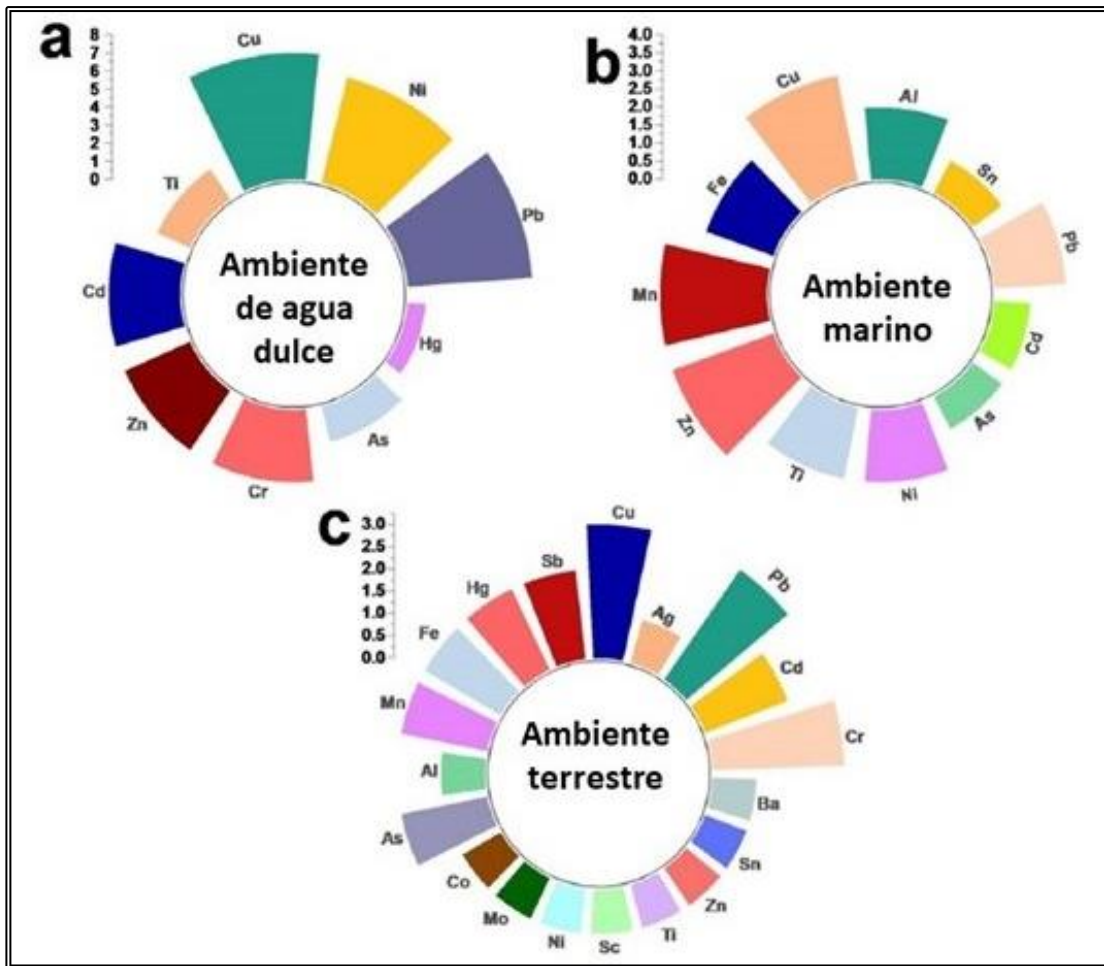 a
8
7
6
5
4
3
2
1
0
Cu
Ni
Pb
Hg
As
Cr
Zn
Cd
Ti
Ambiente
de agua
dulce
b
4.0
3.5
3.0
2.5
2.0
1.5
1.0
0.5
0.0
Cu
Al
Sn
Pb
Cd
As
Ni
Ti
Zn
Mn
Fe
Ambiente
marino
c
3.0
2.5
2.0
1.5
1.0
0.5
0.0
Cu
Ag
Pb
Cd
Cr
Ba
Sn
Zn
Ti
Sc
Ni
Mo
Co
As
Al
Mn
Fe
Hg
Sb
Ambiente
terrestre